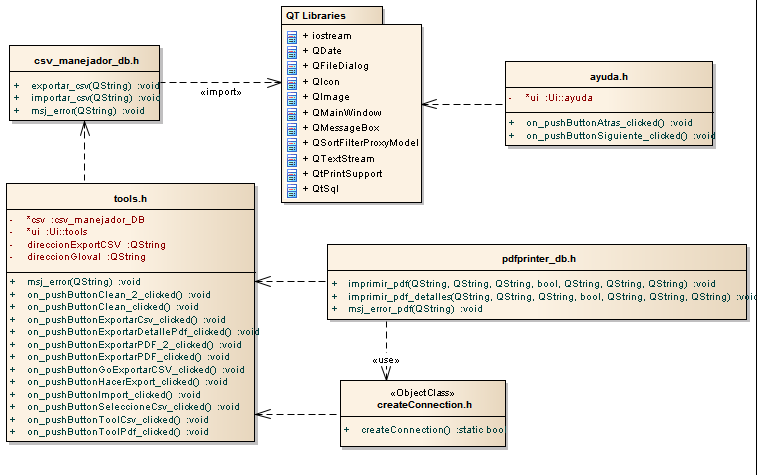 QT Libraries
+ iostream
+ QDate
+ QFileDialog
+ QIcon
+ QImage
+ QMainWindow
+ QMessageBox
+ QSortFilterProxyModel
+ QTextStream
+ QtPrintSupport
+ QtSql
csv_manejador_db.h
+ exportar_csv(QString) :void
+ importar_csv(QString) :void
+ msj_error(QString) :void
«import»
ayuda.h
- *ui :Ui::ayuda
+ on_pushButtonAtras_clicked() :void
+ on_pushButtonSiguiente_clicked() :void
tools.h
- *csv :csv_manejador_DB
- *ui :Ui::tools
- direccionExportCSV :QString
- direccionGloval :QString
+ msj_error(QString) :void
+ on_pushButtonClean_2_clicked() :void
+ on_pushButtonClean_clicked() :void
+ on_pushButtonExportarCsv_clicked() :void
+ on_pushButtonExportarDetallePdf_clicked() :void
+ on_pushButtonExportarPDF_2_clicked() :void
+ on_pushButtonExportarPDF_clicked() :void
+ on_pushButtonGoExportarCSV_clicked() :void
+ on_pushButtonHacerExport_clicked() :void
+ on_pushButtonImport_clicked() :void
+ on_pushButtonSeleccioneCsv_clicked() :void
+ on_pushButtonToolCsv_clicked() :void
+ on_pushButtonToolPdf_clicked() :void
pdfprinter_db.h
+ imprimir_pdf(QString, QString, QString, bool, QString, QString, QString) :void
+ imprimir_pdf_detalles(QString, QString, QString, bool, QString, QString, QString) :void
+ msj_error_pdf(QString) :void
«use»
«ObjectClass»
createConnection.h
+ createConnection() :static bool